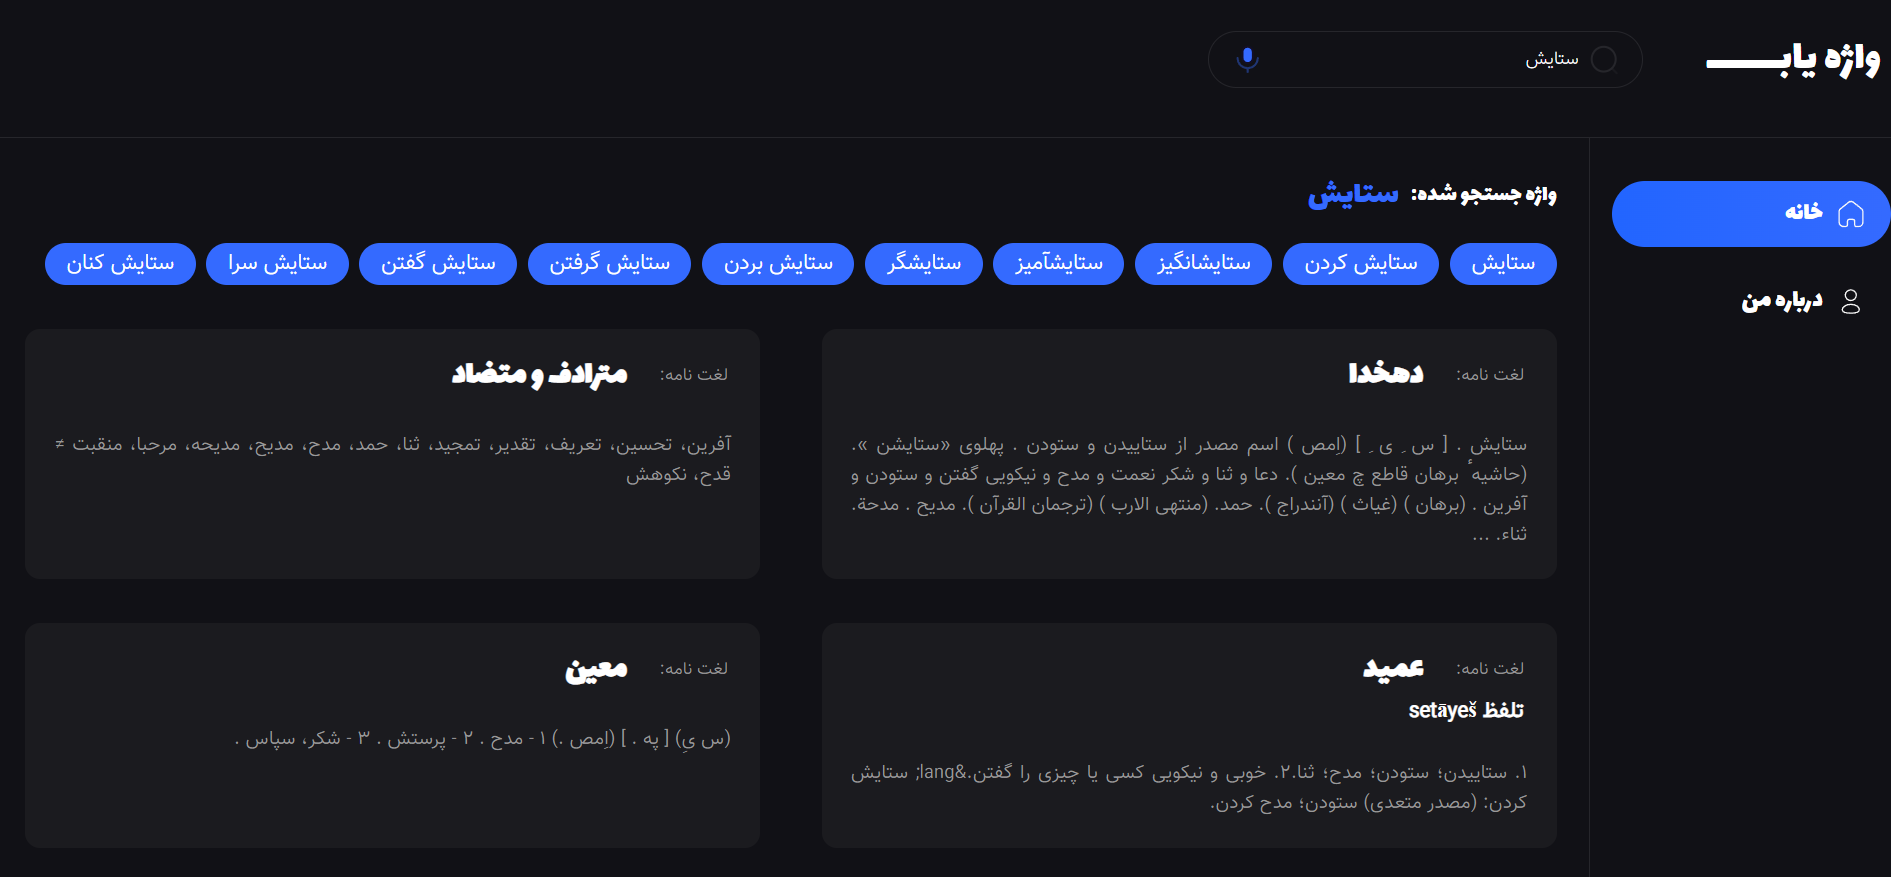 واژه یاب
ستایش
خانه
درباره من
واژه جستجو شده: ستایش
ستایش
ستایش کردن
ستایشانگیز
ستایشآمیز
ستایشگر
ستایش بردن
ستایش گرفتن
ستایش گفتن
ستایش سرا
ستایش کنان
لغت نامه: دهخدا
ستایش . [ س ِ ی ِ ] (اِمص ) اسم مصدر از ستاییدن و ستودن . پهلوی «ستایشن ».
(حاشیه ٔ برهان قاطع چ معین ). دعا و ثنا و شکر نعمت و مدح و نیکویی گفتن و ستودن و
آفرین . (برهان ) (غیاث ) (آنندراج ). حمد. (منتهی الارب ) (ترجمان القرآن ). مدیح . مدحة.
ثناء. ...
لغت نامه: مترادف و متضاد
آفرین، تحسین، تعریف، تقدیر، تمجید، ثنا، حمد، مدح، مدیح، مدیحه، مرحبا، منقبت ≠
قدح، نکوهش
لغت نامه: عمید
تلفظ setāyeš
۱. ستاییدن؛ ستودن؛ مدح؛ ثنا.۲. خوبی و نیکویی کسی یا چیزی را گفتن.&lang; ستایش
کردن: (مصدر متعدی) ستودن؛ مدح کردن.
لغت نامه: معین
(س یِ) [ په . ] (اِمص .) ۱ - مدح . ۲ - پرستش . ۳ - شکر، سپاس .